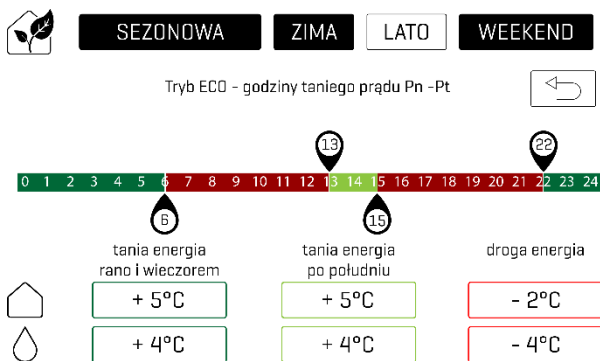 SEZONOWA ZIMA LATO WEEKEND
Tryb ECO - godziny taniego prądu Pn -Pt
13 22
0 1 2 3 4 5 6 7 8 9 10 11 12 13 14 15 16 17 18 19 20 21 22 23 24
6 15
tania energia
rano i wieczorem
tania energia
po południu
droga energia
+ 5°C + 5°C - 2°C
+ 4°C + 4°C - 4°C